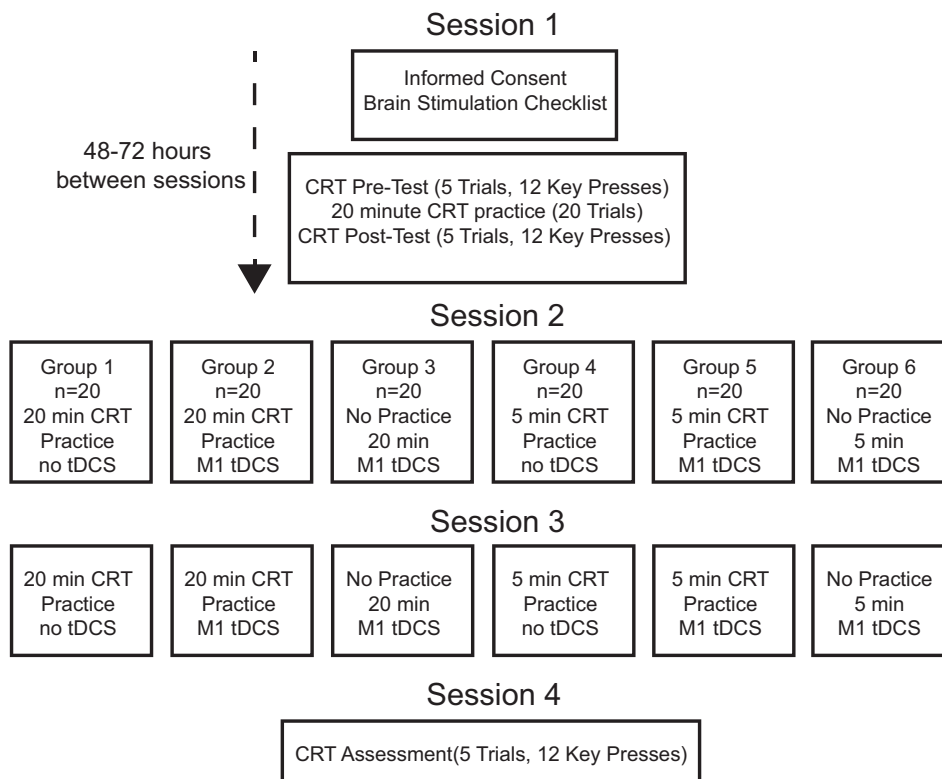 Session 1
Informed Consent
Brain Stimulation Checklist
48-72 hours
between sessions
CRT Pre-Test (5 Trials, 12 Key Presses)
20 minute CRT practice (20 Trials)
CRT Post-Test (5 Trials, 12 Key Presses)
Session 2
Group 1
n=20
20 min CRT
Practice
no tDCS
Group 2
n=20
20 min CRT
Practice
M1 tDCS
Group 3
n=20
No Practice
20 min
M1 tDCS
Group 4
n=20
5 min CRT
Practice
no tDCS
Group 5
n=20
5 min CRT
Practice
M1 tDCS
Group 6
n=20
No Practice
5 min
M1 tDCS
Session 3
20 min CRT
Practice
no tDCS
20 min CRT
Practice
M1 tDCS
No Practice
20 min
M1 tDCS
5 min CRT
Practice
no tDCS
5 min CRT
Practice
M1 tDCS
No Practice
5 min
M1 tDCS
Session 4
CRT Assessment(5 Trials, 12 Key Presses)